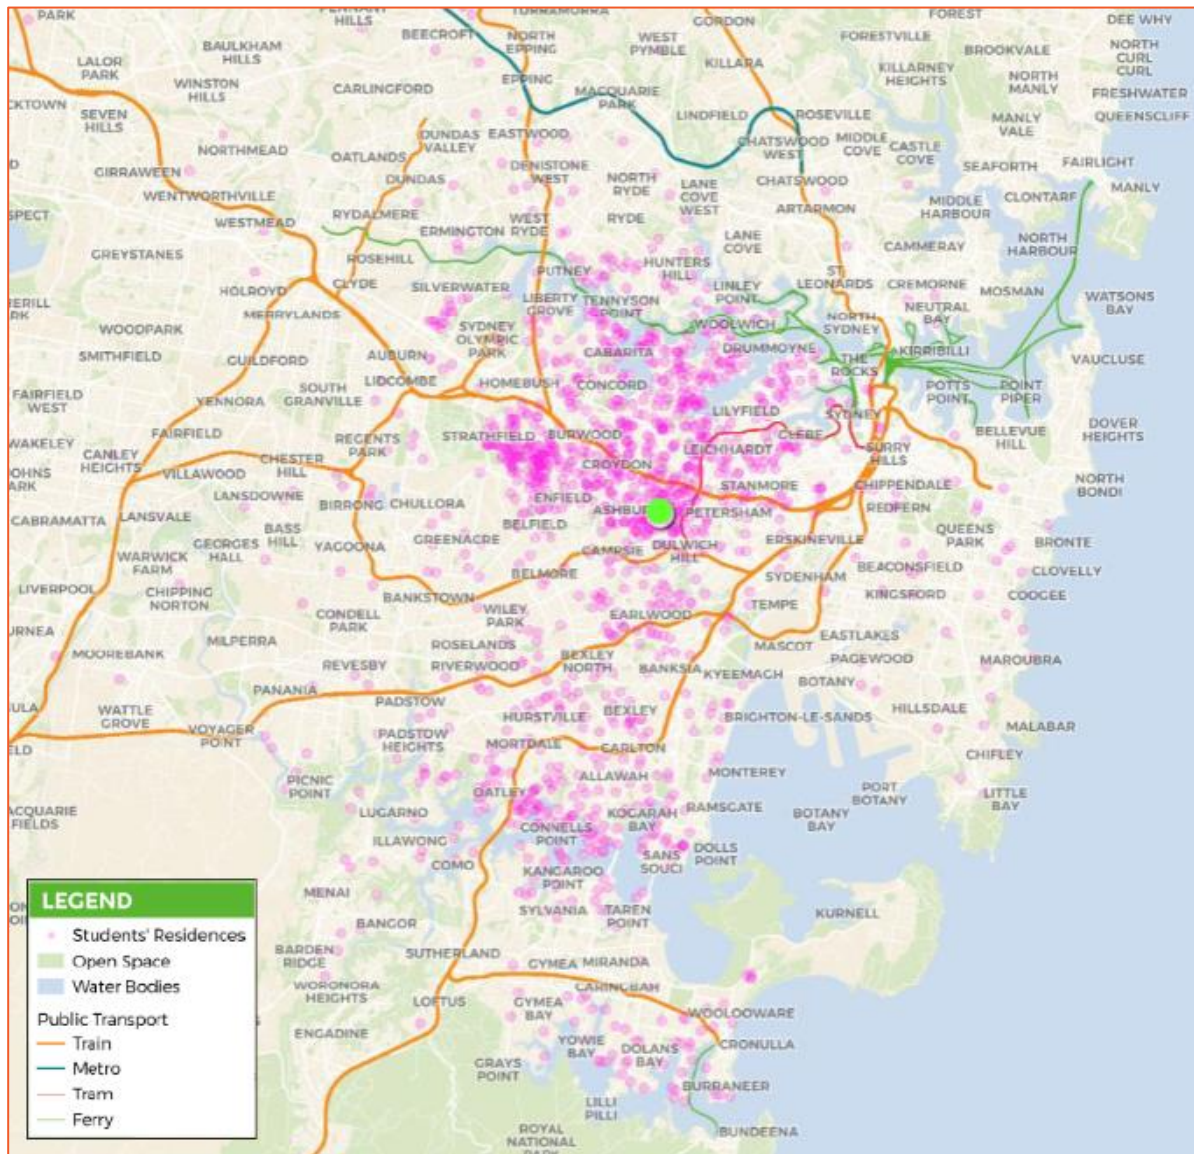 PARK
PENNANT
HILLS
TURRAMURRA
GORDON
FOREST
DEE WHY
BEECROFT
NORTH
EPPING
WEST
PYMBLE
FORESTVILLE
BAULKHAM
HILLS
BROOKVALE
NORTH
CURL
CURL
LALOR
PARK
KILLARA
KILLARNEY
HEIGHTS
WINSTON
HILLS
EPPING
NORTH
MANLY
CARLINGFORD
MACQUARIE
PARK
FRESHWATER
CKTOWN
SEVEN
HILLS
LINDFIELD
ROSEVILLE
MANLY
VALE
QUEENSCLIFF
DUNDAS
VALLEY
EASTWOOD
CHATSWOOD
WEST
MIDDLE
COVE
CASTLE
COVE
NORTHMEAD
OATLANDS
GIRRAWEEN
DENISTONE
WEST
SEAFORTH
FAIRLIGHT
DUNDAS
NORTH
RYDE
LANE
COVE
WEST
CHATSWOOD
MANLY
WENTWORTHVILLE
CLONTARF
SPECT
WESTMEAD
RYDALMERE
WEST
RYDE
RYDE
ARTARMON
MIDDLE
HARBOUR
ERMINGTON
LANE
COVE
NORTH
HARBOUR
GREYSTANES
CAMMERAY
ROSEHILL
PUTNEY
HUNTERS
HILL
ST
LEONARDS
HOLROYD
CLYDE
SILVERWATER
LINLEY
POINT
CREMORNE
MOSMAN
WATSONS
BAY
LIBERTY
GROVE
TENNYSON
POINT
NEUTRAL
BAY
MERRYLANDS
WOODPARK
SYDNEY
OLYMPIC
PARK
WOOLWICH
NORTH
SYDNEY
SMITHFIELD
GUILDFORD
AUBURN
CABARITA
DRUMMOYNE
THE
ROCKS
KIRRIBILLI
VAUCLUSE
LIDCOMBE
HOMEBUSH
CONCORD
POTTS
POINT
POINT
PIPER
FAIRFIELD
WEST
SOUTH
GRANVILLE
YENNORA
LILYFIELD
SYDNEY
DOVER
HEIGHTS
WAKELEY
FAIRFIELD
REGENTS
PARK
STRATHFIELD
BURWOOD
GLEBE
BELLEVUE
HILL
LEICHHARDT
SURRY
HILLS
CANLEY
HEIGHTS
CHESTER
HILL
VILLAWOOD
CROYDON
OHNS
ARK
STANMORE
CHIPPENDALE
NORTH
BONDI
LANSDOWNE
ENFIELD
BIRRONG
CHULLORA
ASHBU
PETERSHAM
REDFERN
CABRAMATTA
LANSVALE
BASS
HILL
BELFIELD
QUEENS
PARK
GEORGES
HALL
YAGOONA
GREENACRE
CAMPSIE
DULWICH
HILL
ERSKINEVILLE
BRONTE
WARWICK
FARM
BELMORE
BEACONSFIELD
CLOVELLY
SYDENHAM
LIVERPOOL
CHIPPING
NORTON
BANKSTOWN
KINGSFORD
COOGEE
WILEY
PARK
EARLWOOD
TEMPE
CONDELL
PARK
URNEA
MILPERRA
ROSELANDS
EASTLAKES
MOOREBANK
REVESBY
RIVERWOOD
BEXLEY
NORTH
BANKSIA
MASCOT
PAGEWOOD
MAROUBRA
KYEEMAGH
BOTANY
PANANIA
PADSTOW
ULA
WATTLE
GROVE
HURSTVILLE
BEXLEY
HILLSDALE
BRIGHTON-LE-SANDS
VOYAGER
POINT
PADSTOW
HEIGHTS
MALABAR
MORTDALE
CARLTON
CHIFLEY
PICNIC
POINT
ALLAWAH
MONTEREY
OATLEY
PORT
BOTANY
LITTLE
BAY
ACQUARIE
FIELDS
LUGARNO
KOGARAH
BAY
RAMSGATE
BOTANY
BAY
CONNELLS
POINT
ILLAWONG
SANS
SOUCI
DOLLS
POINT
COMO
KANGAROO
POINT
MENAI
SYLVANIA
TAREN
POINT
KURNELL
BANGOR
BARDEN
RIDGE
SUTHERLAND
GYMEA
MIRANDA
WORONORA
HEIGHTS
CARINGBAH
LOFTUS
GYMEA
BAY
WOOLOOWARE
ENGADINE
YOWIE
BAY
DOLANS
BAY
CRONULLA
GRAYS
POINT
BURRANEER
LILLI
PILLI
ROYAL
NATIONAL
PARK
BUNDEENA
LEGEND
Students' Residences
Open Space
Water Bodies
Public Transport
Train
Metro
Tram
Ferry